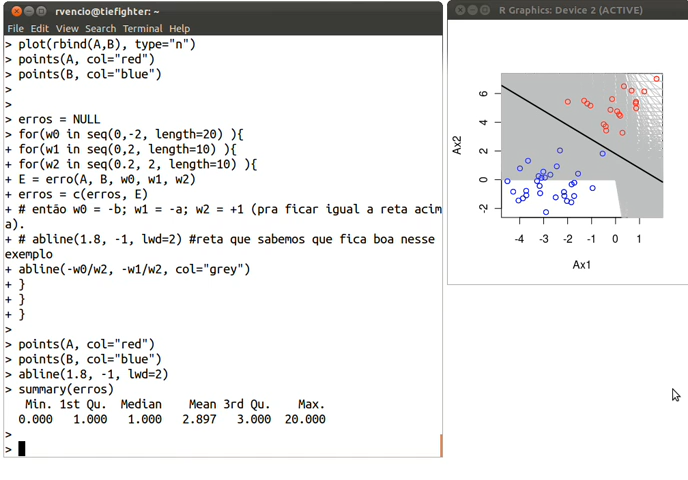 rvencio@tiefighter: ~
File Edit View Search Terminal Help
> plot(rbind(A,B), type="n")
> points(A, col="red")
> points(B, col="blue")
>
>
> erros = NULL
> for(w0 in seq(0,-2, length=20) ){
+ for(w1 in seq(0,2, length=10) ){
+ for(w2 in seq(0.2, 2, length=10) ){
+ E = erro(A, B, w0, w1, w2)
+ erros = c(erros, E)
+ # então w0 = -b; w1 = -a; w2 = +1 (pra ficar igual a reta acim
a).
+ # abline(1.8, -1, lwd=2) #reta que sabemos que fica boa nesse
exemplo
+ abline(-w0/w2, -w1/w2, col="grey")
+ }
+ }
+ }
>
> points(A, col="red")
> points(B, col="blue")
> abline(1.8, -1, lwd=2)
> summary(erros)
Min. 1st Qu. Median Mean 3rd Qu. Max.
0.000 1.000 1.000 2.897 3.000 20.000
>
>
R Graphics: Device 2 (ACTIVE)
Ax2
6
4
2
0
-2
-4 -3 -2 -1 0 1
Ax1